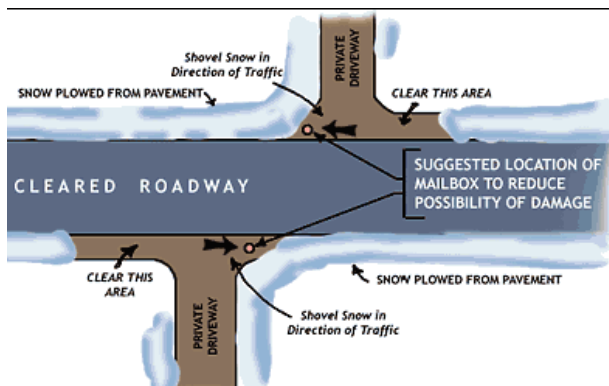 Shovel Snow in
Direction of Traffic
PRIVATE
DRIVEWAY
CLEAR THIS AREA
SNOW PLOWED FROM PAVEMENT
CLEARED ROADWAY
SUGGESTED LOCATION OF
MAILBOX TO REDUCE
POSSIBILITY OF DAMAGE
CLEAR THIS
AREA
SNOW PLOWED FROM PAVEMENT
PRIVATE
DRIVEWAY
Shovel Snow in
Direction of Traffic